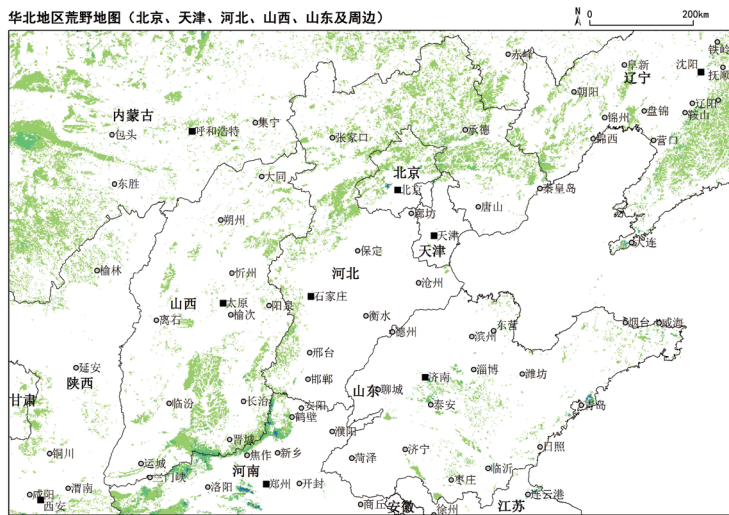 华北地区荒野地图（北京、天津、河北、山西、山东及周边）
N
0
200km
赤峰
铁岭
阜新
沈阳
辽宁
抚顺
朝阳
辽阳
内蒙古
集宁
盘锦
鞍山
锦州
包头
呼和浩特
张家口
承德
锦西
营口
北京
大同
东胜
北京
秦皇岛
唐山
廊坊
朔州
天津
大连
保定
天津
榆林
忻州
河北
沧州
山西
太原
阳泉
石家庄
离石
榆次
衡水
烟台
威海
德州
滨州
东营
邢台
延安
淄博
潍坊
陕西
邯郸
济南
甘肃
山东
聊城
临汾
长治
安阳
泰安
青岛
鹤壁
濮阳
晋城
铜川
焦作
新乡
菏泽
济宁
日照
运城
河南
临沂
三门峡
枣庄
咸阳
渭南
洛阳
郑州
开封
连云港
西安
商丘
安徽
徐州
江苏